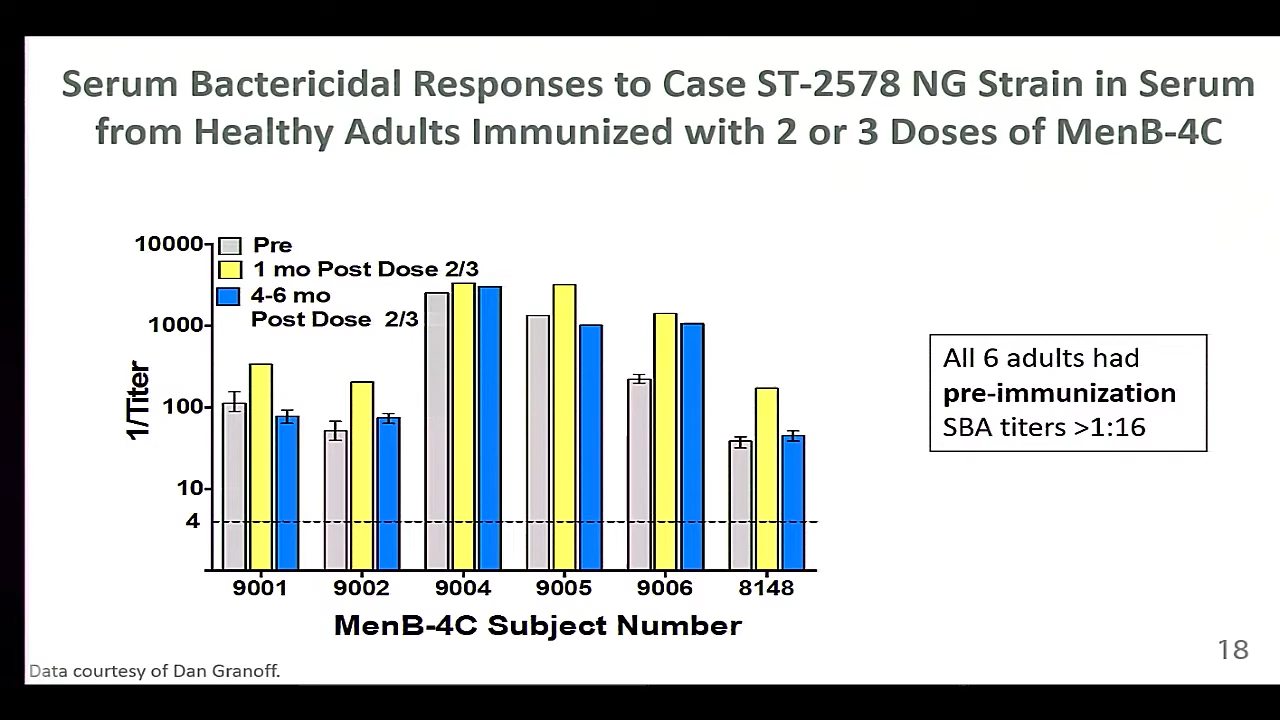 Serum Bactericidal Responses to Case ST-2578 NG Strain in Serum
from Healthy Adults Immunized with 2 or 3 Doses of MenB-4C
10000
1000
100
10
4
1/Titer
Pre
1 mo Post Dose 2/3
4-6 mo
Post Dose 2/3
9001 9002 9004 9005 9006 8148
MenB-4C Subject Number
All 6 adults had
pre-immunization
SBA titers >1:16
18
Data courtesy of Dan Granoff.